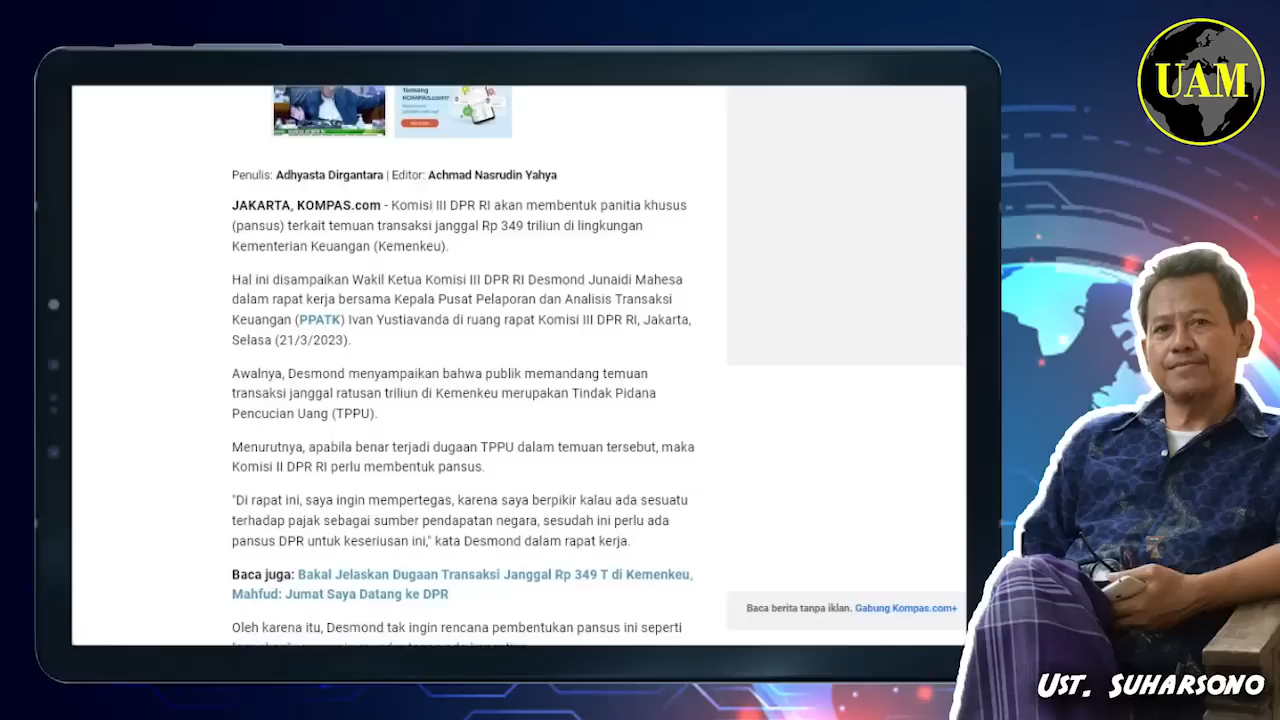 UAM
Temang
KOMPAS.com?
Penulis: Adhyasta Dirgantara | Editor: Achmad Nasrudin Yahya
JAKARTA, KOMPAS.com - Komisi III DPR RI akan membentuk panitia khusus
(pansus) terkait temuan transaksi janggal Rp 349 triliun di lingkungan
Kementerian Keuangan (Kemenkeu).
Hal ini disampaikan Wakil Ketua Komisi III DPR RI Desmond Junaidi Mahesa
dalam rapat kerja bersama Kepala Pusat Pelaporan dan Analisis Transaksi
Keuangan (PPATK) Ivan Yustiavanda di ruang rapat Komisi III DPR RI, Jakarta,
Selasa (21/3/2023).
Awalnya, Desmond menyampaikan bahwa publik memandang temuan
transaksi janggal ratusan triliun di Kemenkeu merupakan Tindak Pidana
Pencucian Uang (TPPU).
Menurutnya, apabila benar terjadi dugaan TPPU dalam temuan tersebut, maka
Komisi II DPR RI perlu membentuk pansus.
"Di rapat ini, saya ingin mempertegas, karena saya berpikir kalau ada sesuatu
terhadap pajak sebagai sumber pendapatan negara, sesudah ini perlu ada
pansus DPR untuk keseriusan ini," kata Desmond dalam rapat kerja.
Baca juga: Bakal Jelaskan Dugaan Transaksi Janggal Rp 349 T di Kemenkeu,
Mahfud: Jumat Saya Datang ke DPR
Oleh karena itu, Desmond tak ingin rencana pembentukan pansus ini seperti
Baca berita tanpa iklan. Gabung Kompas.com+
Ust. Suharsono